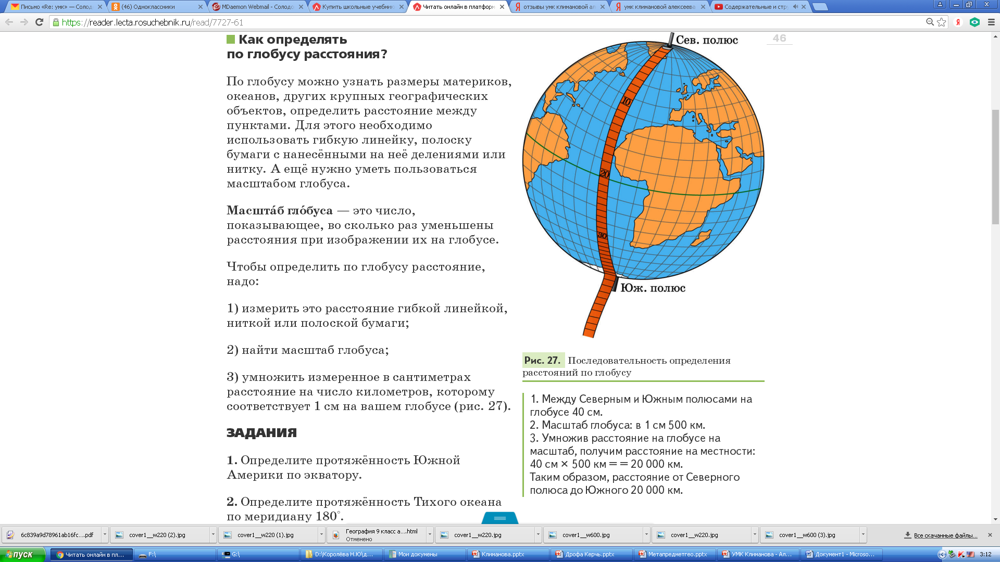 Письмо «Re: умк» — Солод
(46) Одноклассники
MDaemon Webmail - Солодо
Купить школьные учебник
Читать онлайн в платформ
отзывы умк климановой ал
умк климановой алексеева
Содержательные и стру
https://reader.lecta.rosuchebnik.ru/read/7727-61
46
Как определять
по глобусу расстояния?
По глобусу можно узнать размеры материков,
океанов, других крупных географических
объектов, определить расстояние между
пунктами. Для этого необходимо
использовать гибкую линейку, полоску
бумаги с нанесёнными на неё делениями или
нитку. А ещё нужно уметь пользоваться
масштабом глобуса.
Масшта́б гло́буса — это число,
показывающее, во сколько раз уменьшены
расстояния при изображении их на глобусе.
Чтобы определить по глобусу расстояние,
надо:
1) измерить это расстояние гибкой линейкой,
ниткой или полоской бумаги;
2) найти масштаб глобуса;
3) умножить измеренное в сантиметрах
расстояние на число километров, которому
соответствует 1 см на вашем глобусе (рис. 27).
ЗАДАНИЯ
1. Определите протяжённость Южной
Америки по экватору.
2. Определите протяжённость Тихого океана
по меридиану 180°.
Сев. полюс
10
20
30
Юж. полюс
Рис. 27. Последовательность определения
расстояний по глобусу
1. Между Северным и Южным полюсами на
глобусе 40 см.
2. Масштаб глобуса: в 1 см 500 км.
3. Умножив расстояние на глобусе на
масштаб, получим расстояние на местности:
40 см × 500 км = = 20 000 км.
Таким образом, расстояние от Северного
полюса до Южного 20 000 км.
6c839a9d78961ab16fc....pdf
cover1__w220 (2).jpg
cover1__w220 (1).jpg
География 9 класс а....html
Отменено
cover1__w220.jpg
cover1__w600.jpg
cover1__w220.jpg
cover1__w600 (3).jpg
Все скачанные файлы...
пуск
Читать онлайн в пл...
F:\
G:\
D:\Королёва Н.Ю\д...
Мои документы
Климанова.pptx
Дрофа Керчь.pptx
Метапредметгео.pptx
УМК Климанова - Ал...
Документ1 - Microso...
3:12